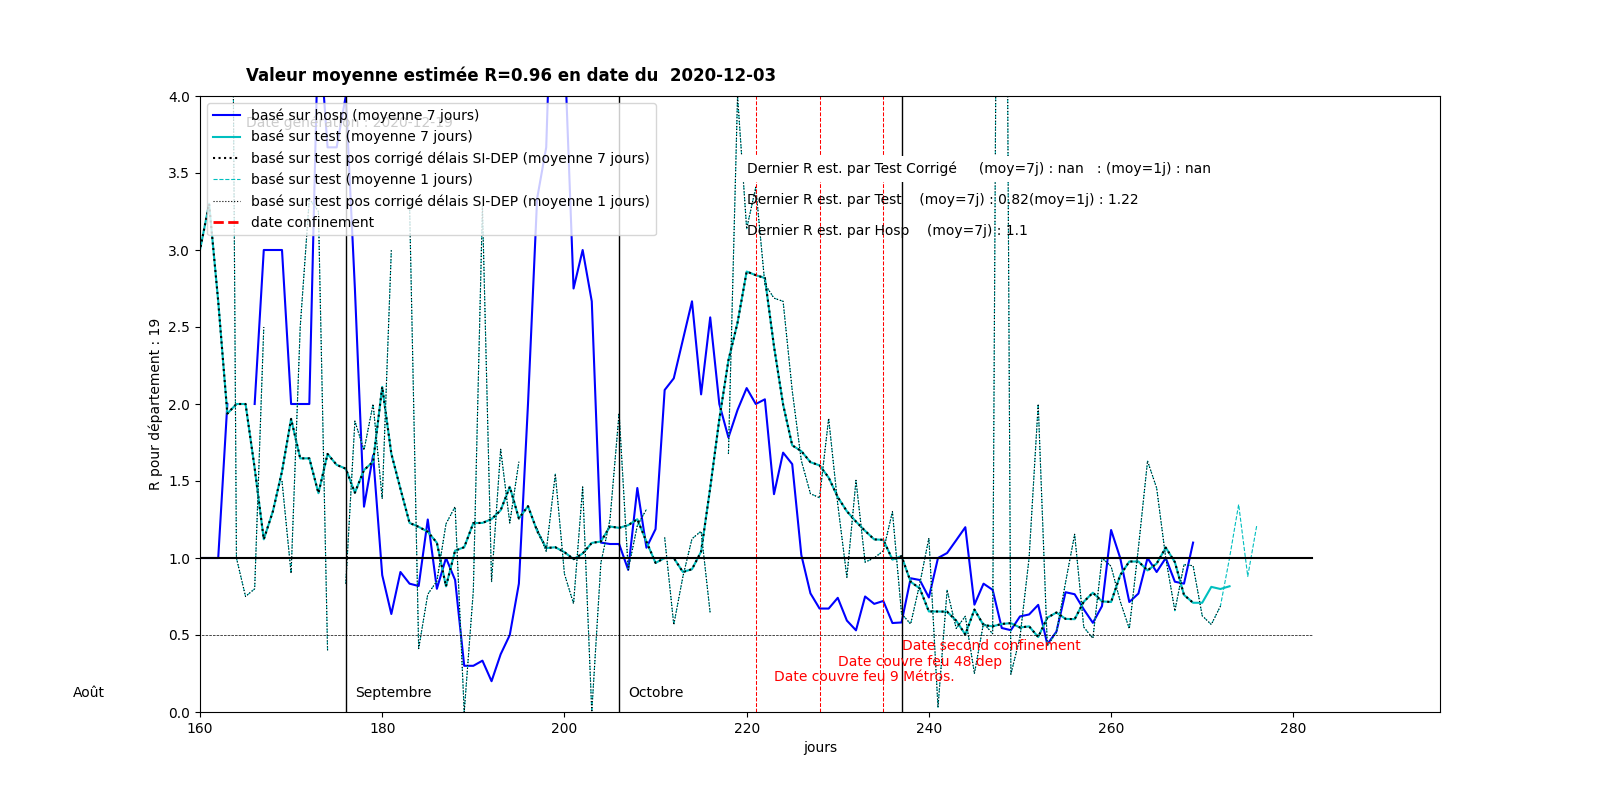 Valeur moyenne estimée R=0.96 en date du  2020-12-03
4.0
3.5
3.0
2.5
2.0
1.5
1.0
0.5
0.0
R pour département : 19
basé sur hosp (moyenne 7 jours)
basé sur test (moyenne 7 jours)
basé sur test pos corrigé délais SI-DEP (moyenne 7 jours)
basé sur test (moyenne 1 jours)
basé sur test pos corrigé délais SI-DEP (moyenne 1 jours)
date confinement
Dernier R est. par Test Corrigé     (moy=7j) : nan   : (moy=1j) : nan
Dernier R est. par Test    (moy=7j) : 0.82(moy=1j) : 1.22
Dernier R est. par Hosp    (moy=7j) : 1.1
Date second confinement
Date couvre feu 48 dep
Date couvre feu 9 Métros.
Août
Septembre
Octobre
160
180
200
220
240
260
280
jours